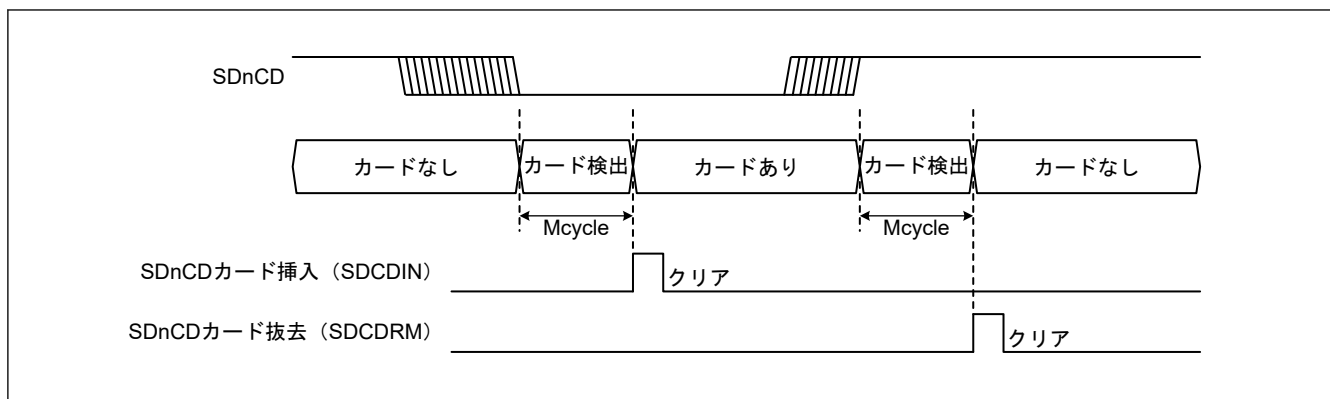 SDnCD
カードなし カード検出 カードあり カード検出 カードなし
Mcycle Mcycle
SDnCDカード挿入（SDCDIN） クリア
SDnCDカード抜去（SDCDRM） クリア